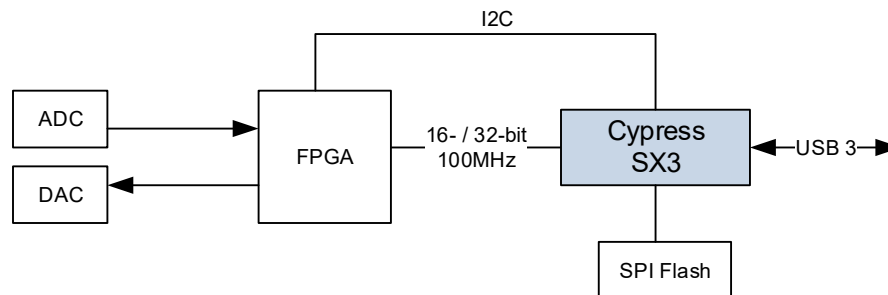 I2C
ADC
DAC
FPGA
16- / 32-bit
100MHz
Cypress
SX3
USB 3
SPI Flash